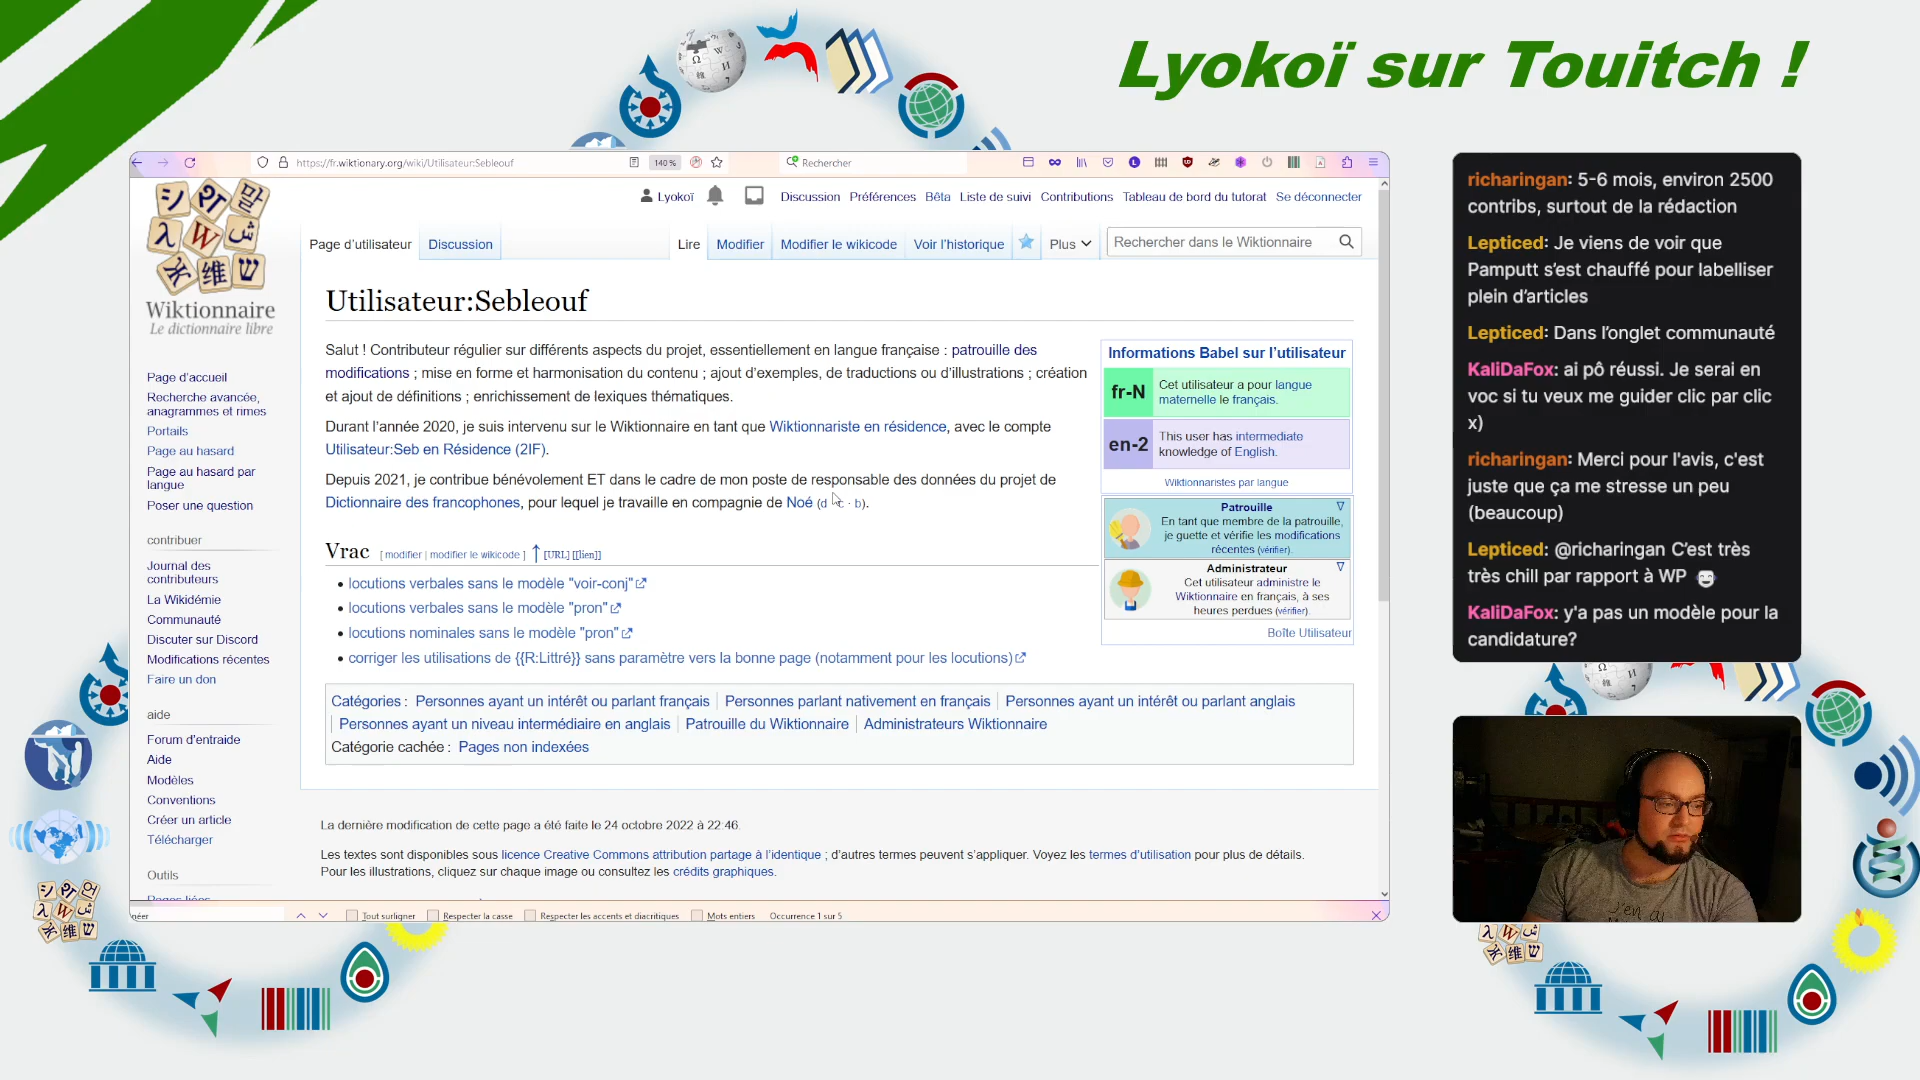 Lyokoï sur Touitch !
https://fr.wiktionary.org/wiki/Utilisateur:Sebleouf
140 %
Rechercher
Wiktionnaire
Le dictionnaire libre
Lyokoï
Discussion
Préférences
Bêta
Liste de suivi
Contributions
Tableau de bord du tutorat
Se déconnecter
Page d’utilisateur
Discussion
Lire
Modifier
Modifier le wikicode
Voir l’historique
Plus
Rechercher dans le Wiktionnaire
Page d’accueil
Recherche avancée,
anagrammes et rimes
Portails
Page au hasard
Page au hasard par
langue
Poser une question
contribuer
Journal des
contributeurs
La Wikidémie
Communauté
Discuter sur Discord
Modifications récentes
Faire un don
aide
Forum d’entraide
Aide
Modèles
Conventions
Créer un article
Télécharger
Outils
Pages liées
Utilisateur:Sebleouf
Salut ! Contributeur régulier sur différents aspects du projet, essentiellement en langue française : patrouille des
modifications ; mise en forme et harmonisation du contenu ; ajout d’exemples, de traductions ou d’illustrations ; création
et ajout de définitions ; enrichissement de lexiques thématiques.
Durant l’année 2020, je suis intervenu sur le Wiktionnaire en tant que Wiktionnariste en résidence, avec le compte
Utilisateur:Seb en Résidence (2IF).
Depuis 2021, je contribue bénévolement ET dans le cadre de mon poste de responsable des données du projet de
Dictionnaire des francophones, pour lequel je travaille en compagnie de Noé (d · c · b).
Vrac [ modifier | modifier le wikicode ] ↑ [URL] [[lien]]
• locutions verbales sans le modèle "voir-conj"
• locutions verbales sans le modèle "pron"
• locutions nominales sans le modèle "pron"
• corriger les utilisations de {{R:Littré}} sans paramètre vers la bonne page (notamment pour les locutions)
Informations Babel sur l’utilisateur
fr-N
Cet utilisateur a pour langue
maternelle le français.
en-2
This user has intermediate
knowledge of English.
Wiktionnaristes par langue
Patrouille
∇
En tant que membre de la patrouille,
je guette et vérifie les modifications
récentes (vérifier).
Administrateur
∇
Cet utilisateur administre le
Wiktionnaire en français, à ses
heures perdues (vérifier).
Boîte Utilisateur
Catégories : Personnes ayant un intérêt ou parlant français | Personnes parlant nativement en français | Personnes ayant un intérêt ou parlant anglais
| Personnes ayant un niveau intermédiaire en anglais | Patrouille du Wiktionnaire | Administrateurs Wiktionnaire
Catégorie cachée : Pages non indexées
La dernière modification de cette page a été faite le 24 octobre 2022 à 22:46.
Les textes sont disponibles sous licence Creative Commons attribution partage à l’identique ; d’autres termes peuvent s’appliquer. Voyez les termes d’utilisation pour plus de détails.
Pour les illustrations, cliquez sur chaque image ou consultez les crédits graphiques.
néer
Tout surligner
Respecter la casse
Respecter les accents et diacritiques
Mots entiers
Occurrence 1 sur 5
richaringan: 5-6 mois, environ 2500
contribs, surtout de la rédaction
Lepticed: Je viens de voir que
Pamputt s’est chauffé pour labelliser
plein d’articles
Lepticed: Dans l’onglet communauté
KaliDaFox: ai pô réussi. Je serai en
voc si tu veux me guider clic par clic
x)
richaringan: Merci pour l'avis, c'est
juste que ça me stresse un peu
(beaucoup)
Lepticed: @richaringan C’est très
très chill par rapport à WP
KaliDaFox: y'a pas un modèle pour la
candidature?
J'en ai